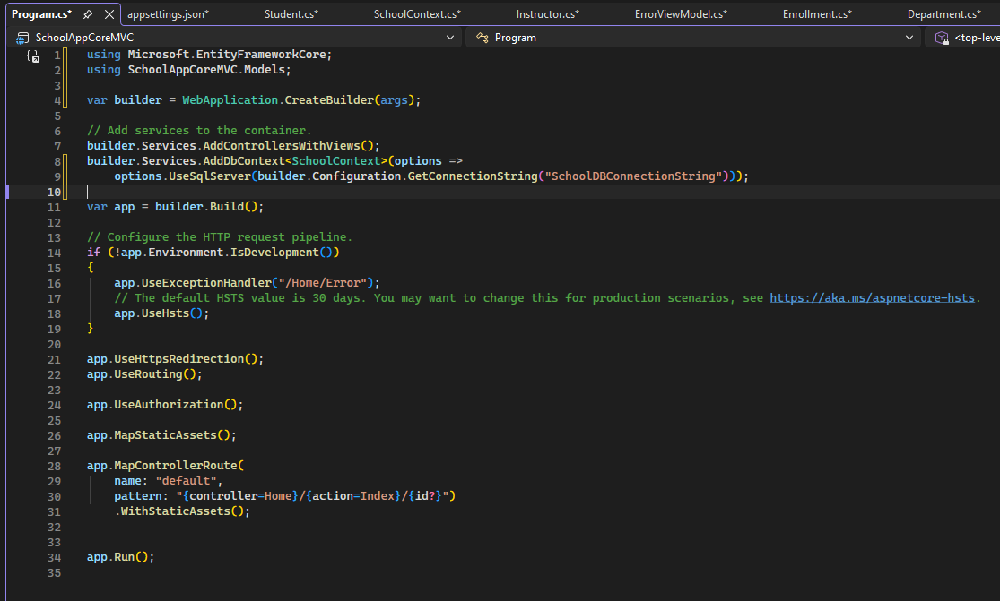 Program.cs* appsettings.json* Student.cs* SchoolContext.cs* Instructor.cs* ErrorViewModel.cs* Enrollment.cs* Department.cs*
SchoolAppCoreMVC Program <top-leve
1 using Microsoft.EntityFrameworkCore;
2 using SchoolAppCoreMVC.Models;
3
4 var builder = WebApplication.CreateBuilder(args);
5
6 // Add services to the container.
7 builder.Services.AddControllersWithViews();
8 builder.Services.AddDbContext<SchoolContext>(options =>
9 options.UseSqlServer(builder.Configuration.GetConnectionString("SchoolDBConnectionString")));
10
11 var app = builder.Build();
12
13 // Configure the HTTP request pipeline.
14 if (!app.Environment.IsDevelopment())
15 {
16 app.UseExceptionHandler("/Home/Error");
17 // The default HSTS value is 30 days. You may want to change this for production scenarios, see https://aka.ms/aspnetcore-hsts.
18 app.UseHsts();
19 }
20
21 app.UseHttpsRedirection();
22 app.UseRouting();
23
24 app.UseAuthorization();
25
26 app.MapStaticAssets();
27
28 app.MapControllerRoute(
29 name: "default",
30 pattern: "{controller=Home}/{action=Index}/{id?}")
31 .WithStaticAssets();
32
33
34 app.Run();
35